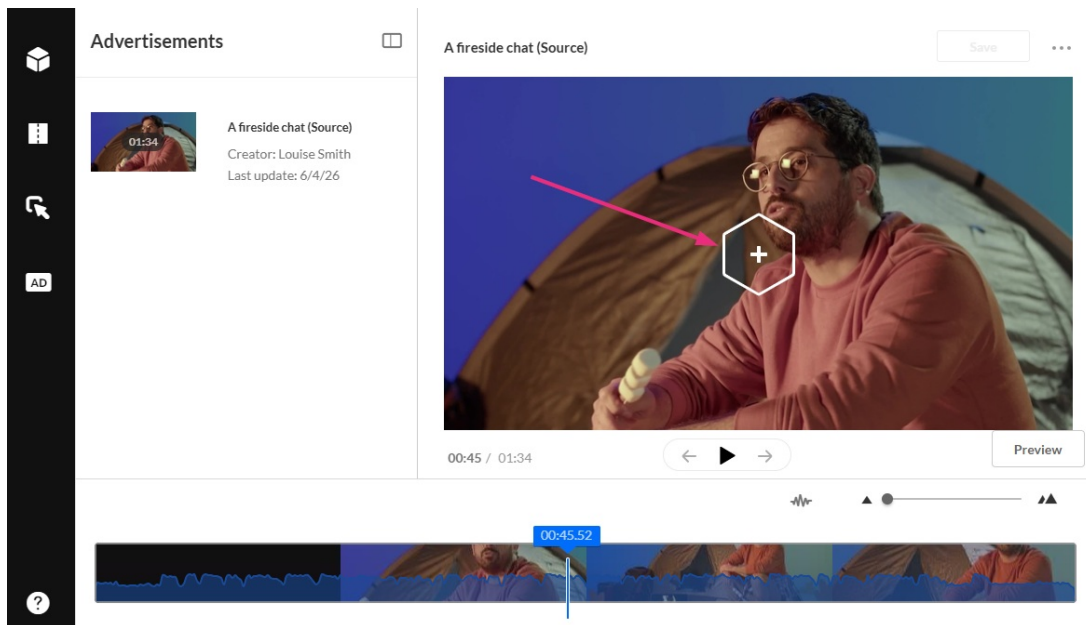 Advertisements
A fireside chat (Source)
Save
01:34
A fireside chat (Source)
Creator: Louise Smith
Last update: 6/4/26
AD
+
00:45 / 01:34
Preview
00:45.52
?